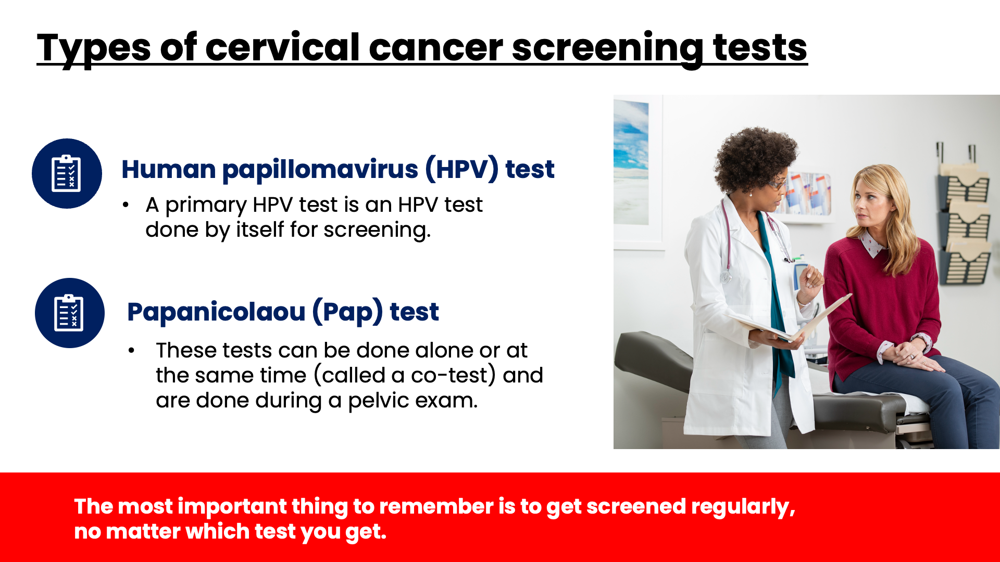 Types of cervical cancer screening tests
Human papillomavirus (HPV) test
• A primary HPV test is an HPV test
done by itself for screening.
Papanicolaou (Pap) test
• These tests can be done alone or at
the same time (called a co-test) and
are done during a pelvic exam.
The most important thing to remember is to get screened regularly,
no matter which test you get.